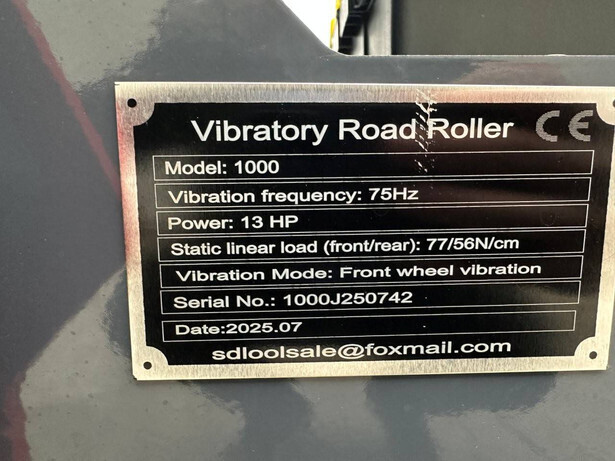 Vibratory Road Roller CE
Model: 1000
Vibration frequency: 75Hz
Power: 13 HP
Static linear load (front/rear): 77/56N/cm
Vibration Mode: Front wheel vibration
Serial No.: 1000J250742
Date:2025.07
sdloolsale@foxmail.com